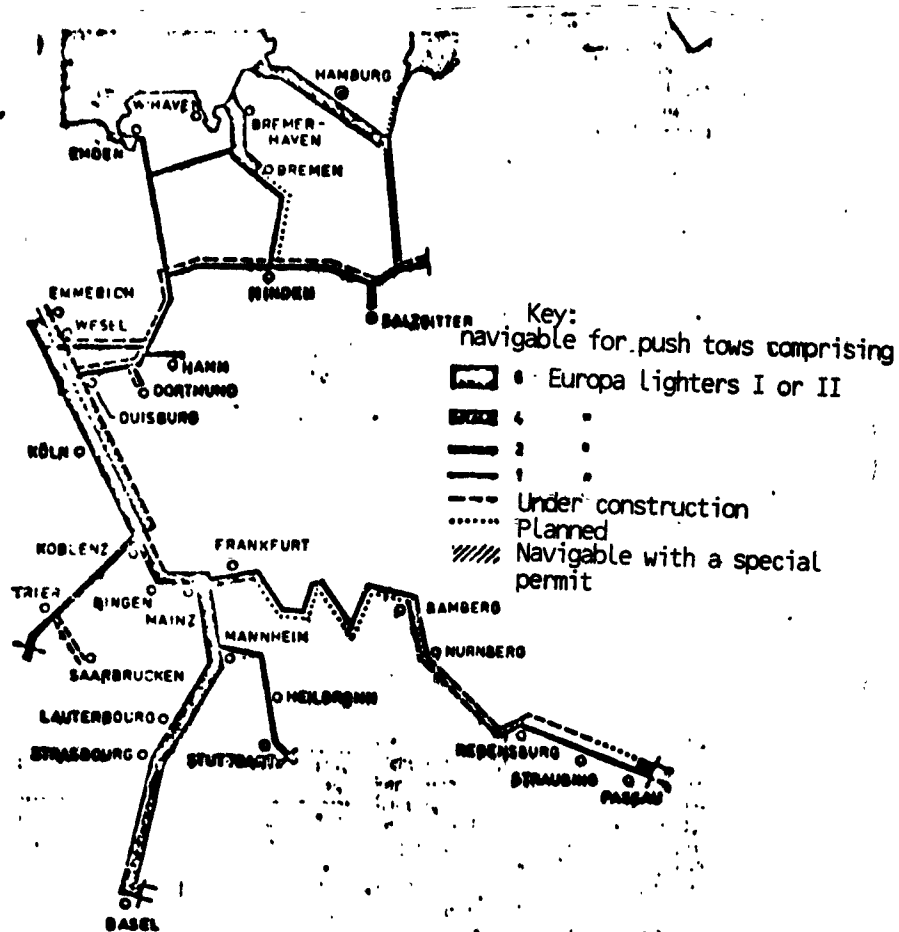 HAMBURG
W'HAVEN
BREMER-
HAVEN
EMDEN
BREMEN
MINDEN
EMMERICH
SALZGITTER
WESEL
HAMM
DORTMUND
DUISBURG
KÖLN
Key:
navigable for push tows comprising
6 Europa lighters I or II
4 "
2 "
1 "
Under construction
Planned
Navigable with a special
permit
KOBLENZ
FRANKFURT
TRIER
BINGEN
MAINZ
BAMBERG
MANNHEIM
NURNBERG
SAARBRUCKEN
HEILBRONN
LAUTERBOURG
STRASBOURG
STUTTGART
REGENSBURG
STRAUBING
PASSAU
BASEL